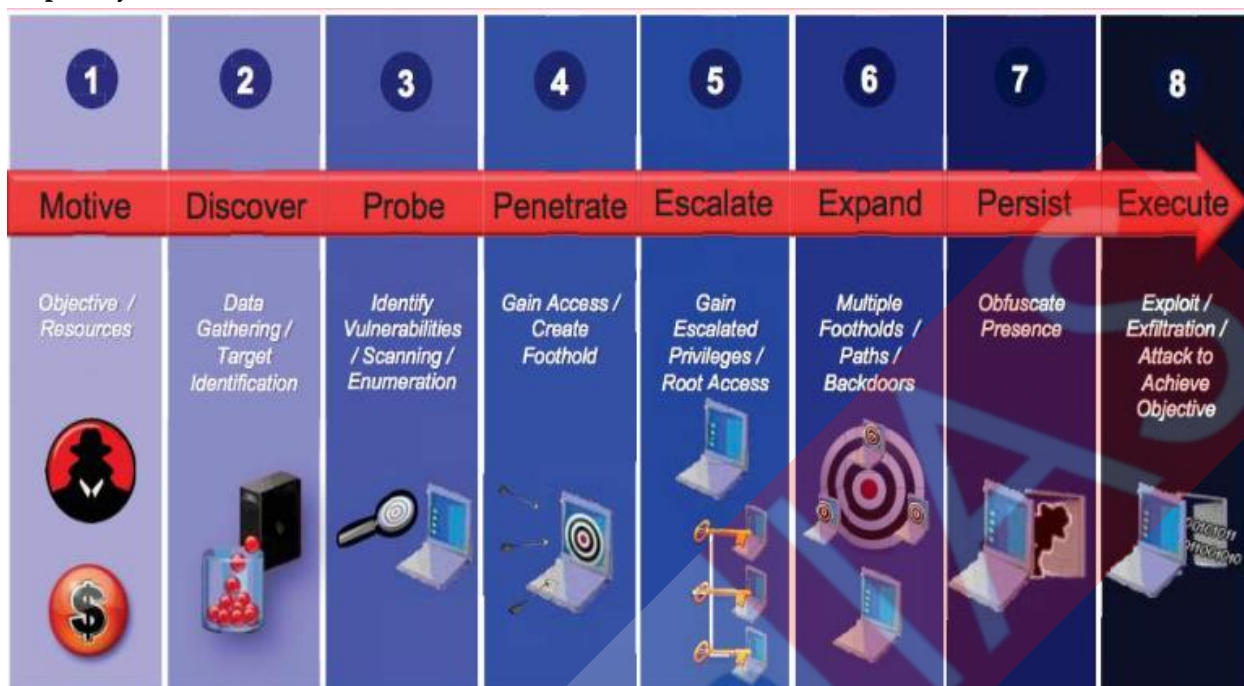 1
2
3
4
5
6
7
8
Motive
Discover
Probe
Penetrate
Escalate
Expand
Persist
Execute
Objective /
Resources
Data
Gathering /
Target
Identification
Identify
Vulnerabilities
/ Scanning /
Enumeration
Gain Access /
Create
Foothold
Gain
Escalated
Privileges /
Root Access
Multiple
Footholds /
Paths /
Backdoors
Obfuscate
Presence
Exploit /
Exfiltration /
Attack to
Achieve
Objective
$